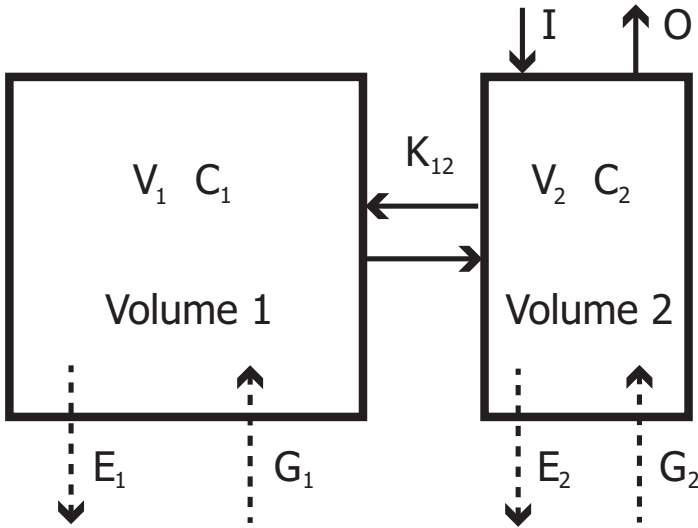 I O
K₁₂
V₁ C₁
V₂ C₂
Volume 1
Volume 2
E₁
G₁
E₂
G₂